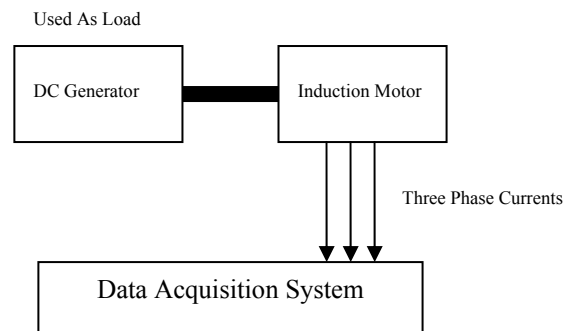 Used As Load
DC Generator
Induction Motor
Three Phase Currents
Data Acquisition System